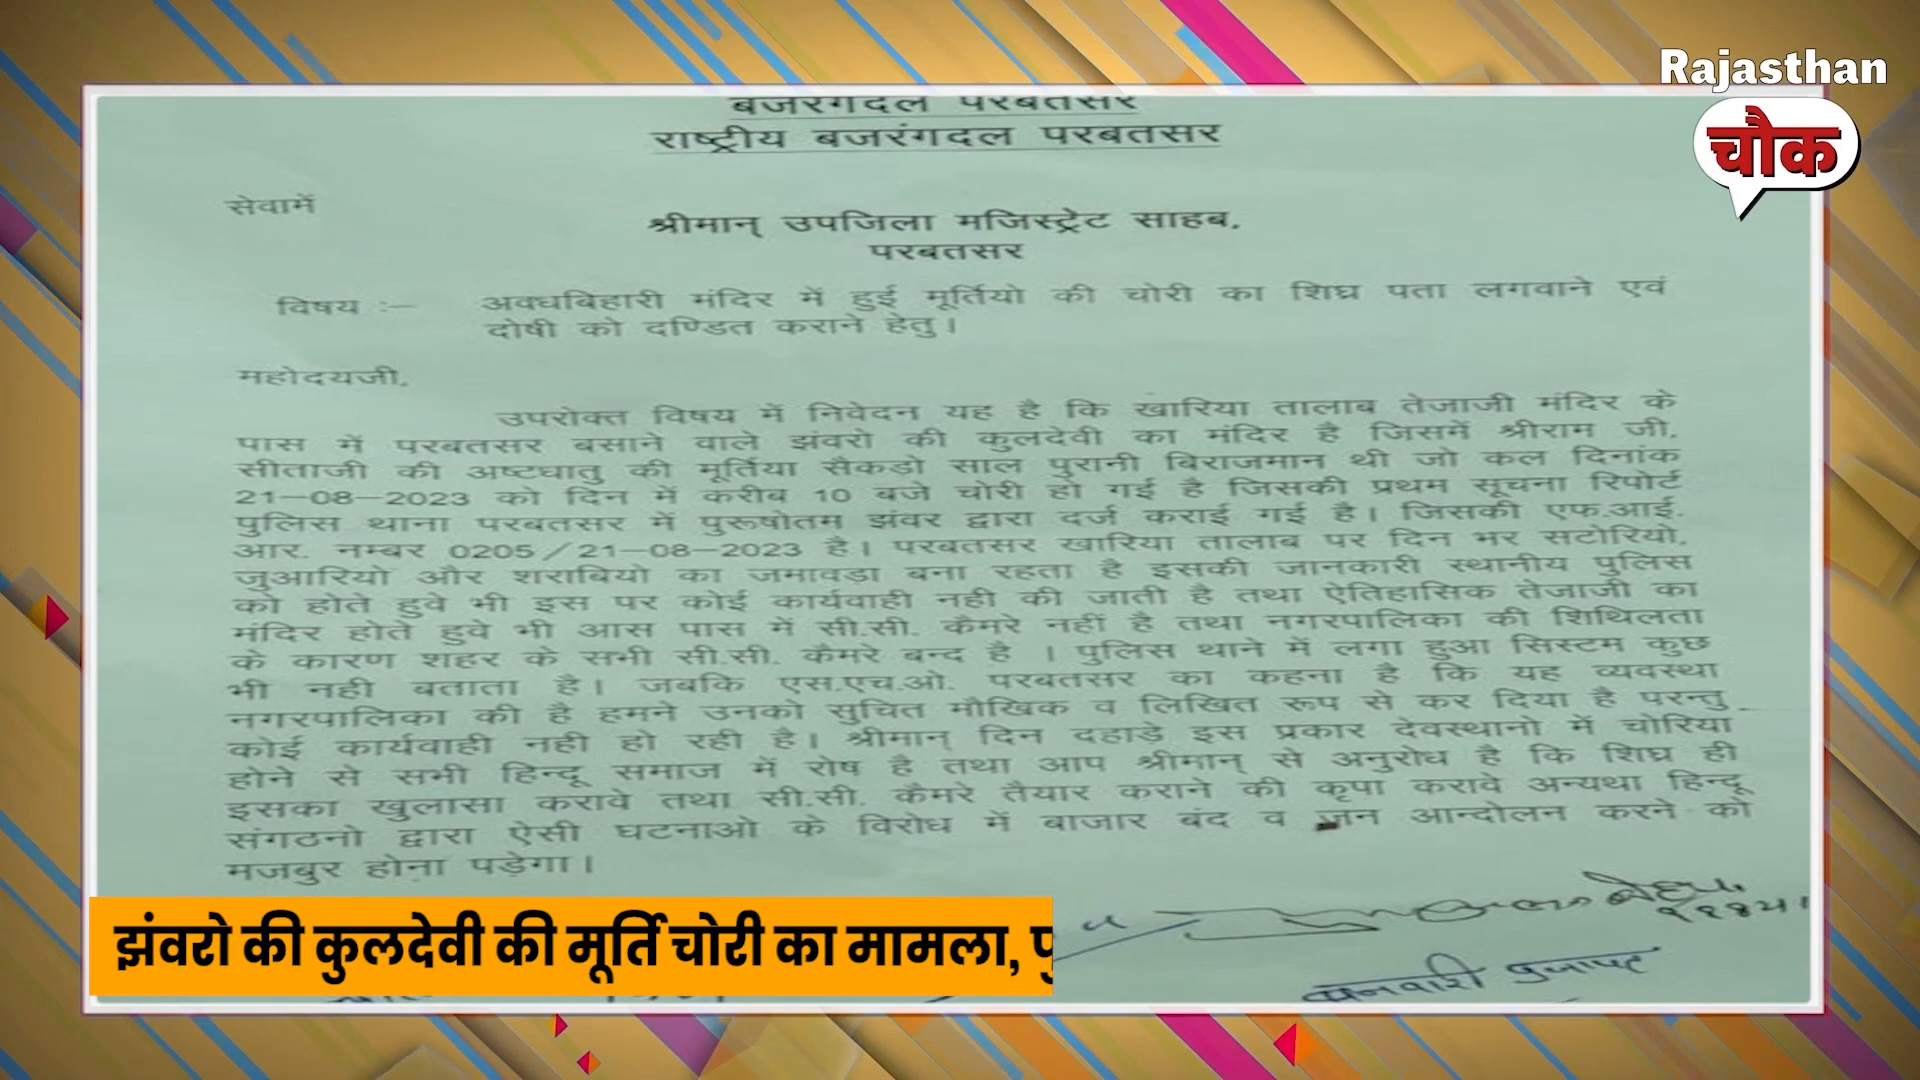 Rajasthan
चौक
बजरंगदल परबतसर
राष्ट्रीय बजरंगदल परबतसर
सेवामें
श्रीमान् उपजिला मजिस्ट्रेट साहब,
परबतसर
विषय :– अवधबिहारी मंदिर में हुई मूर्तियो की चोरी का शिघ्र पता लगवाने एवं
दोषी को दण्डित कराने हेतु।
महोदयजी,
उपरोक्त विषय में निवेदन यह है कि खारिया तालाब तेजाजी मंदिर के
पास में परबतसर बसाने वाले झंवरो की कुलदेवी का मंदिर है जिसमें श्रीराम जी,
सीताजी की अष्टधातु की मूर्तिया सैकडो साल पुरानी बिराजमान थी जो कल दिनांक
21–08–2023 को दिन में करीब 10 बजे चोरी हो गई है जिसकी प्रथम सूचना रिपोर्ट
पुलिस थाना परबतसर में पुरूषोतम झंवर द्वारा दर्ज कराई गई है। जिसकी एफ.आई.
आर. नम्बर 0205/21–08–2023 है। परबतसर खारिया तालाब पर दिन भर सटोरियो,
जुआरियो और शराबियो का जमावड़ा बना रहता है इसकी जानकारी स्थानीय पुलिस
को होते हुवे भी इस पर कोई कार्यवाही नही की जाती है तथा ऐतिहासिक तेजाजी का
मंदिर होते हुवे भी आस पास में सी.सी. कैमरे नहीं है तथा नगरपालिका की शिथिलता
के कारण शहर के सभी सी.सी. कैमरे बन्द है । पुलिस थाने में लगा हुआ सिस्टम कुछ
भी नही बताता है। जबकि एस.एच.ओ. परबतसर का कहना है कि यह व्यवस्था
नगरपालिका की है हमने उनको सुचित मौखिक व लिखित रूप से कर दिया है परन्तु
कोई कार्यवाही नही हो रही है। श्रीमान् दिन दहाडे इस प्रकार देवस्थानो में चोरिया
होने से सभी हिन्दू समाज में रोष है तथा आप श्रीमान् से अनुरोध है कि शिघ्र ही
इसका खुलासा करावे तथा सी.सी. कैमरे तैयार कराने की कृपा करावे अन्यथा हिन्दू
संगठनो द्वारा ऐसी घटनाओ के विरोध में बाजार बंद व जन आन्दोलन करने को
मजबुर होना पड़ेगा।
झंवरो की कुलदेवी की मूर्ति चोरी का मामला,